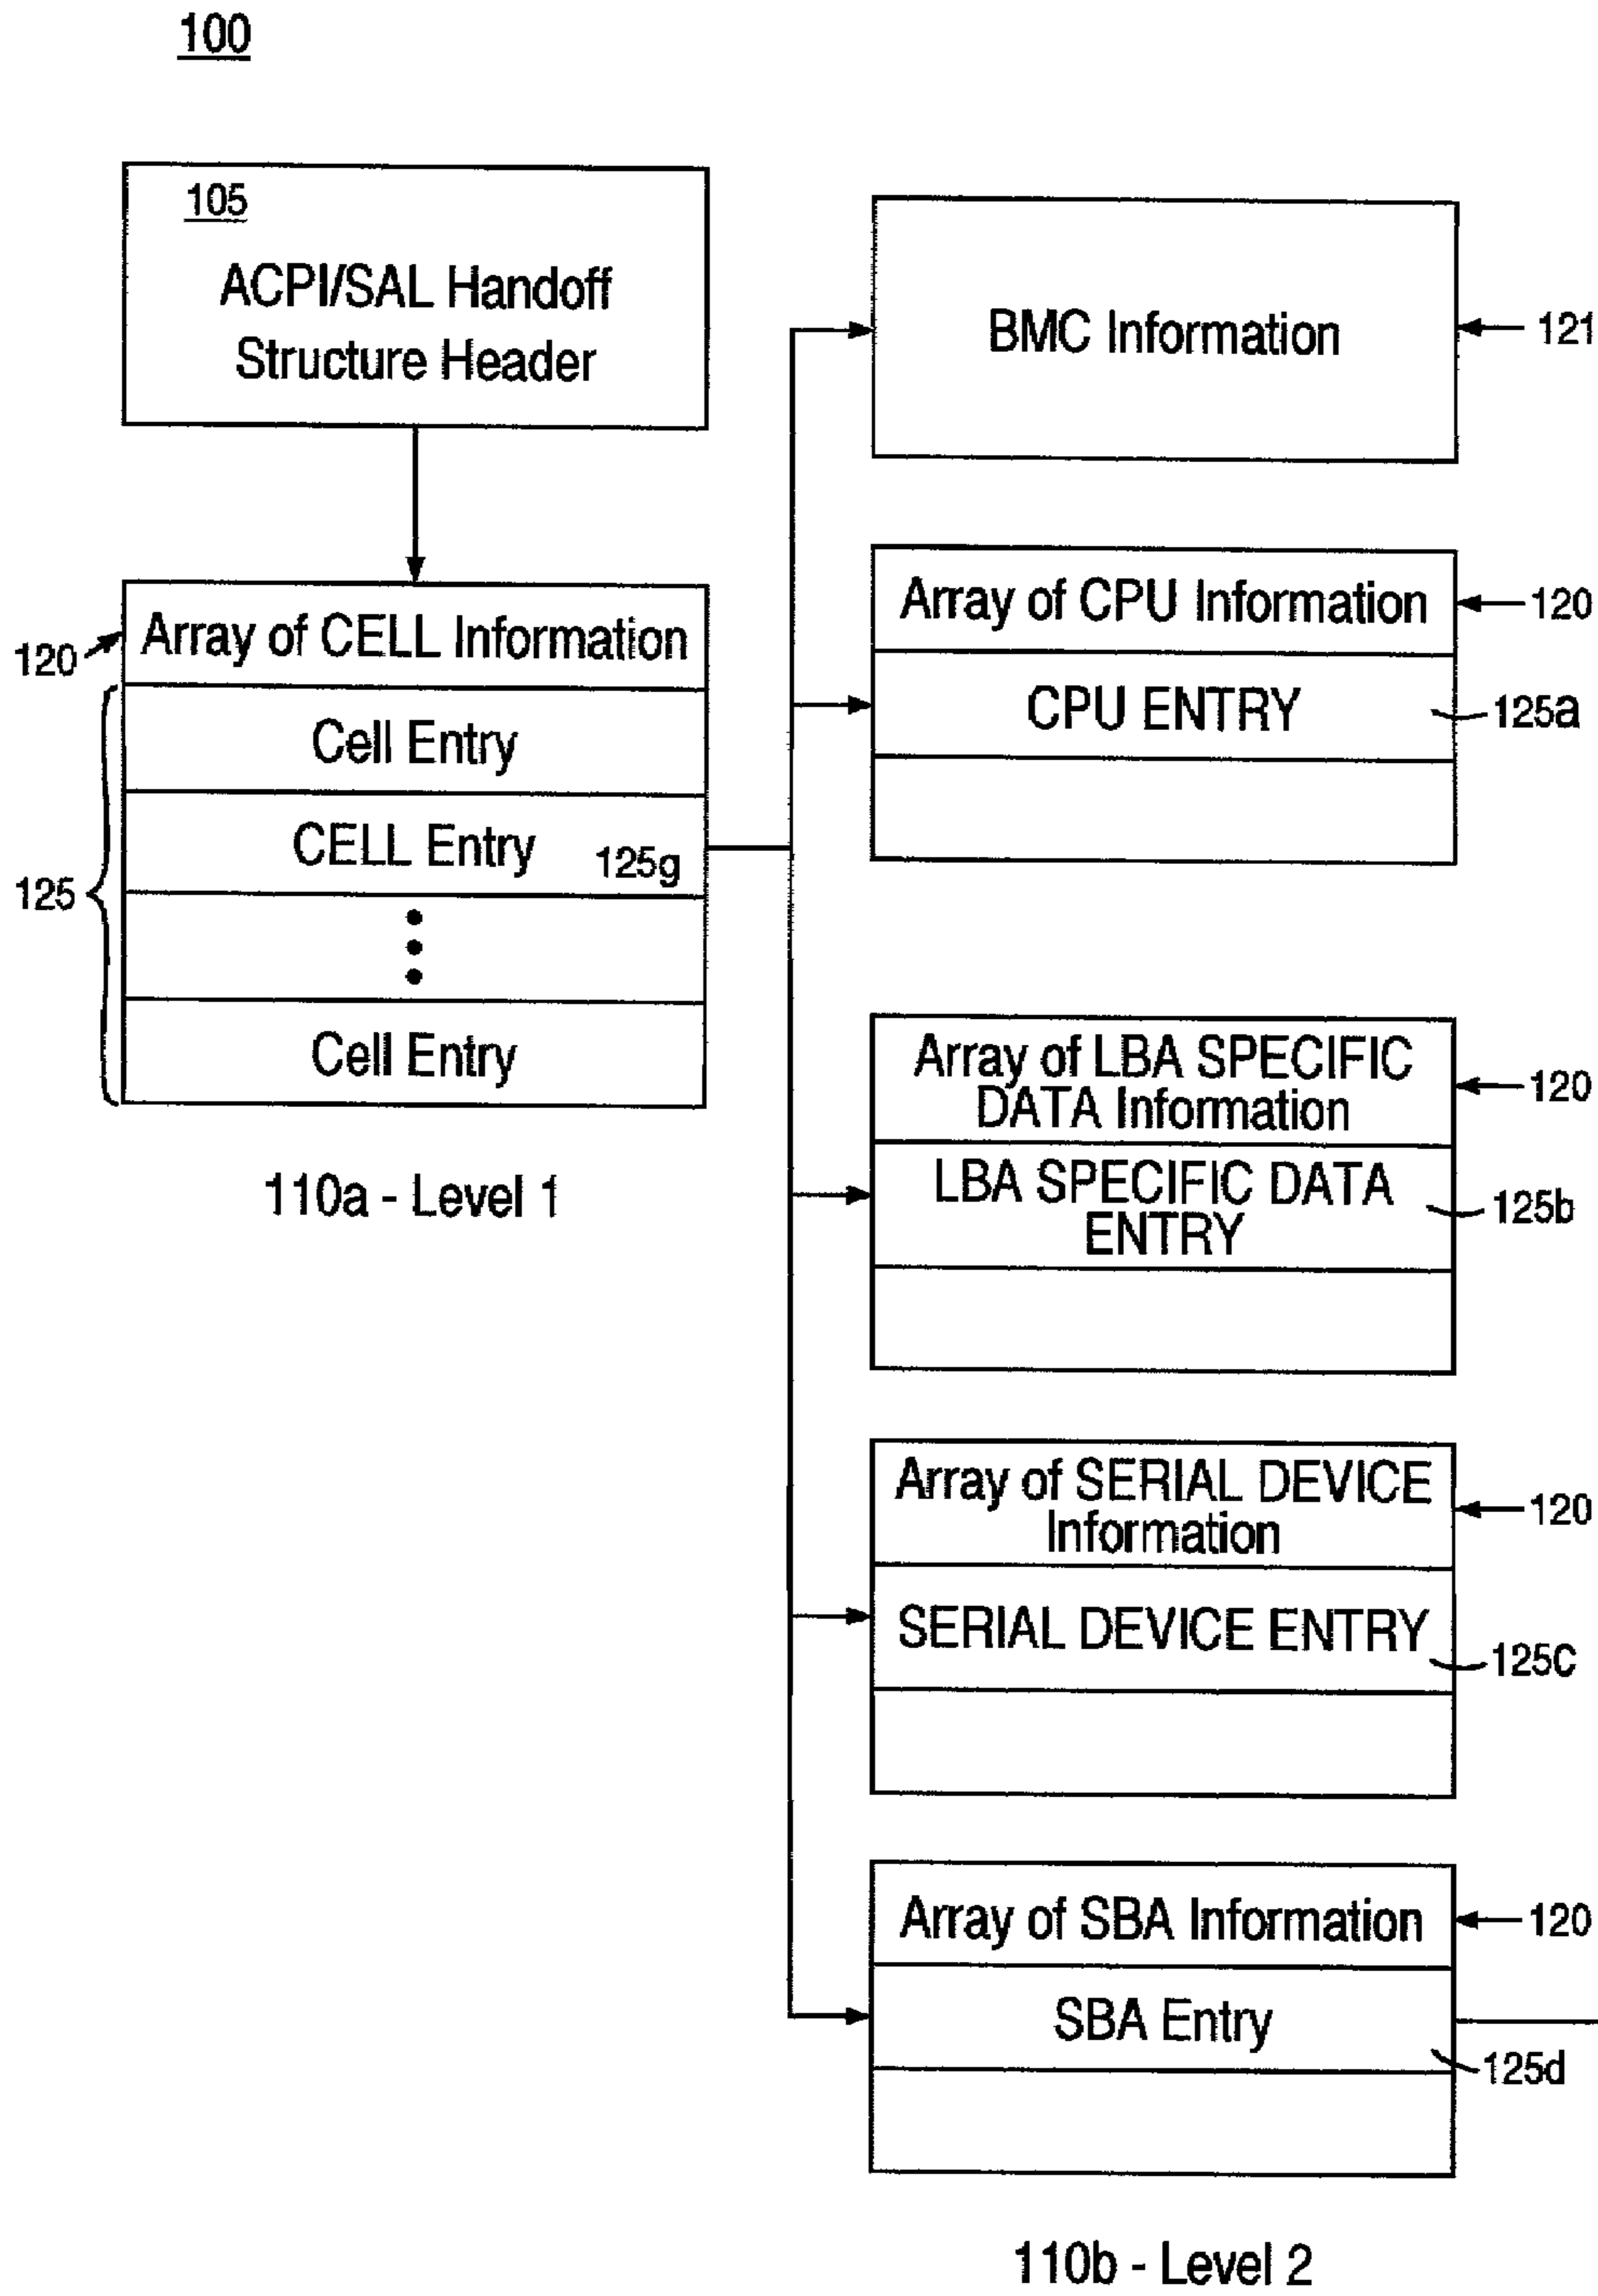 100
105
ACPI/SAL Handoff
Structure Header
120
Array of CELL Information
125
Cell Entry
CELL Entry
125g
Cell Entry
110a - Level 1
BMC Information
121
Array of CPU Information
120
CPU ENTRY
125a
Array of LBA SPECIFIC
DATA Information
120
LBA SPECIFIC DATA
ENTRY
125b
Array of SERIAL DEVICE
Information
120
SERIAL DEVICE ENTRY
125c
Array of SBA Information
120
SBA Entry
125d
110b - Level 2